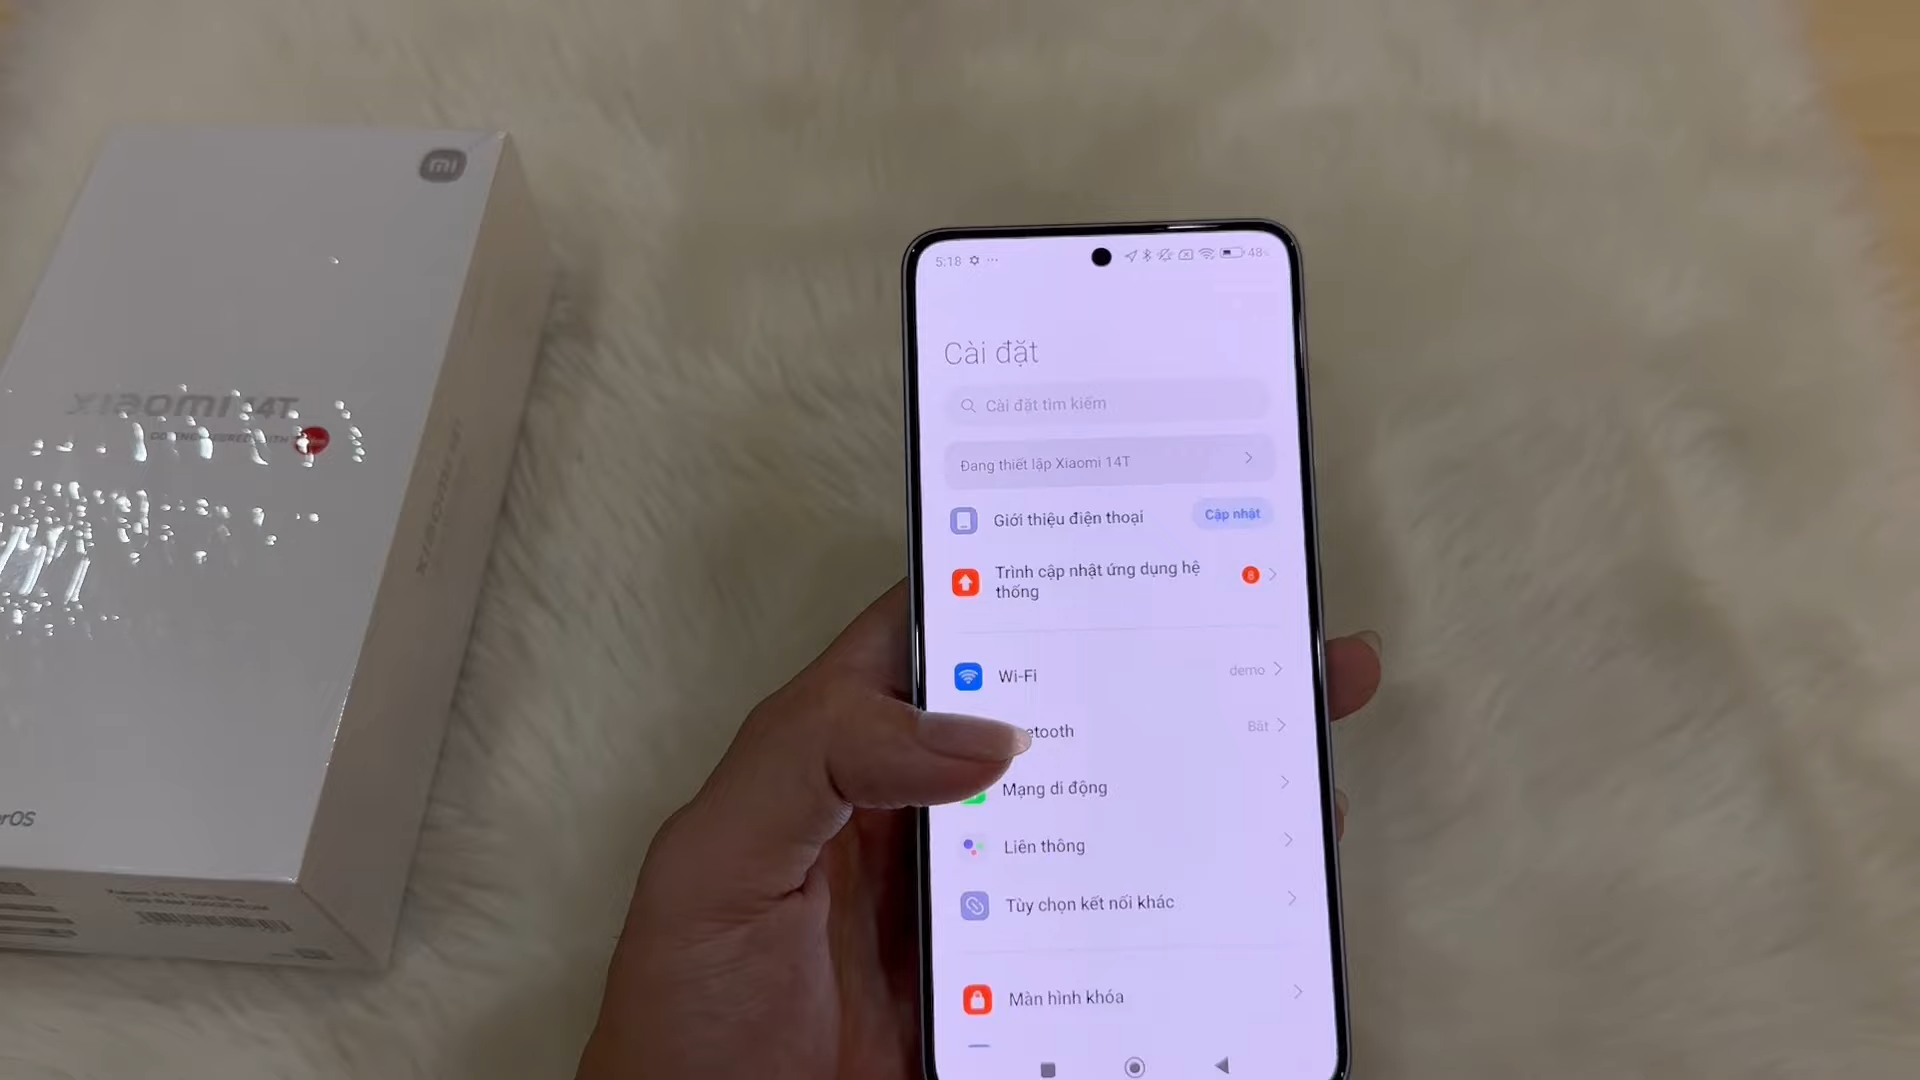 mi
xiaomi 14T
rOS
5:18
48
Cài đặt
Cài đặt tìm kiếm
Đang thiết lập Xiaomi 14T
Giới thiệu điện thoại
Cập nhật
Trình cập nhật ứng dụng hệ
thống
8
Wi-Fi
demo
etooth
Bật
Mạng di động
Liên thông
Tùy chọn kết nối khác
Màn hình khóa